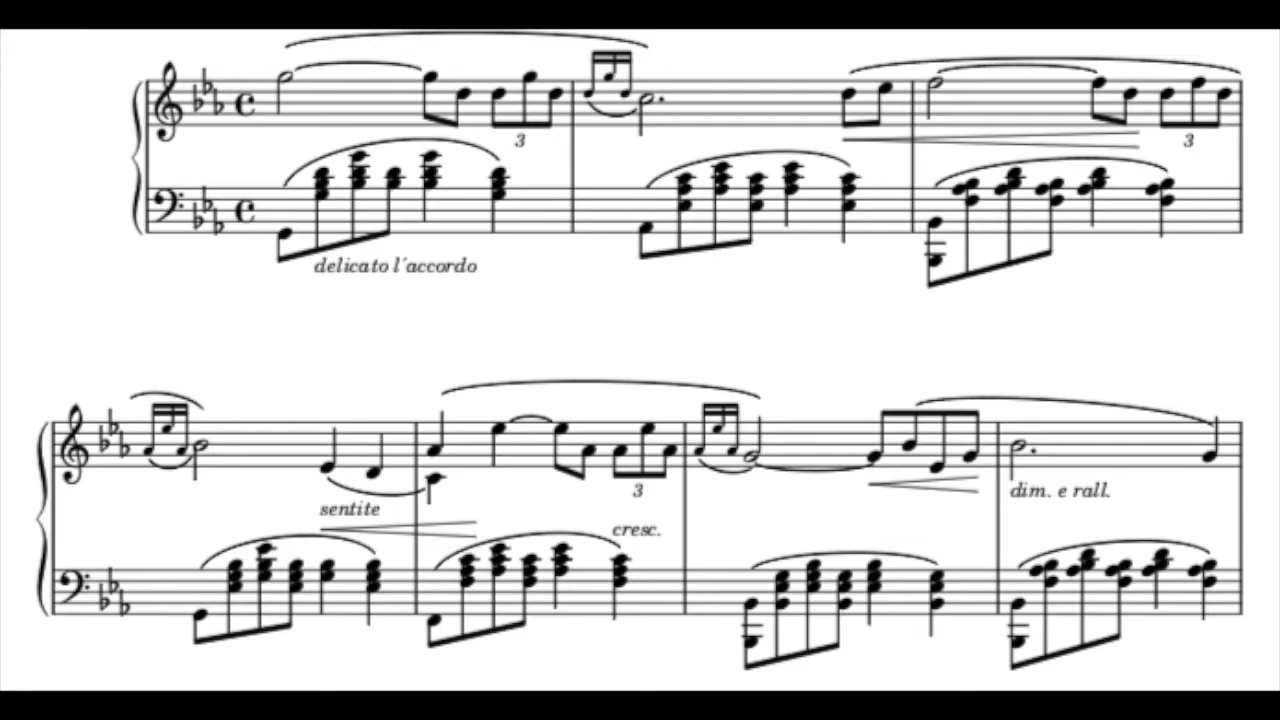 3
3
delicato l'accordo
sentite
3
cresc.
dim. e rall.